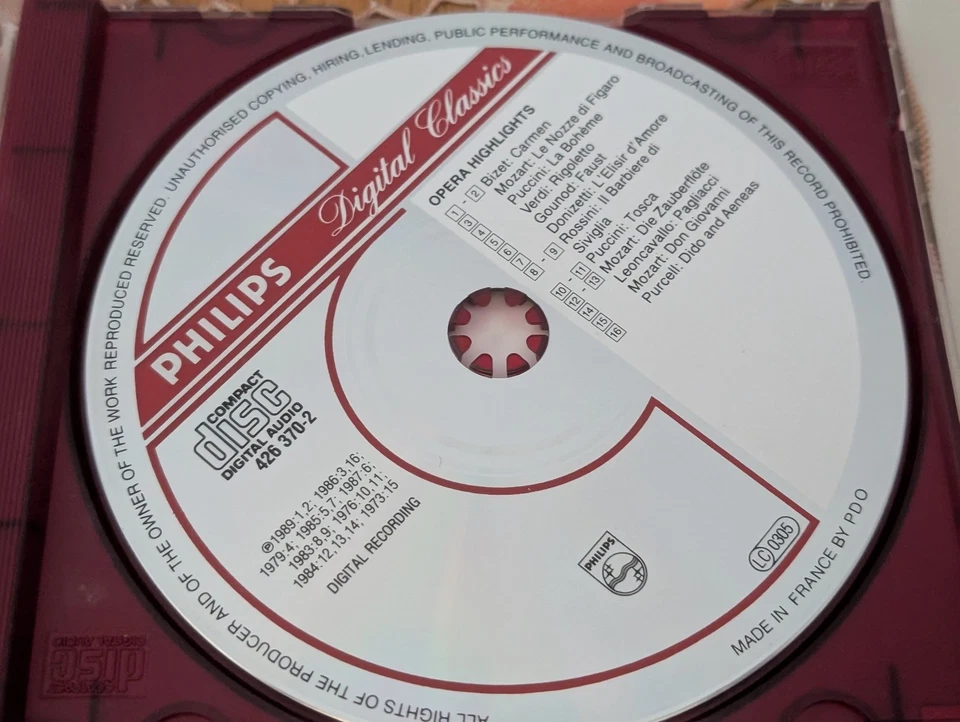 ALL RIGHTS OF THE PRODUCER AND OF THE OWNER OF THE WORK REPRODUCED RESERVED. UNAUTHORISED COPYING, HIRING, LENDING, PUBLIC PERFORMANCE AND BROADCASTING OF THIS RECORD PROHIBITED.
PHILIPS Digital Classics
OPERA HIGHLIGHTS
1 - 2 Bizet: Carmen
3 Mozart: Le Nozze di Figaro
4 Puccini: La Bohème
5 Verdi: Rigoletto
6 Gounod: Faust
7 Donizetti: L'Elisir d'Amore
8 - 9 Rossini: Il Barbiere di
Siviglia
10 - 11 Puccini: Tosca
12 - 13 Mozart: Die Zauberflöte
14 Leoncavallo: Pagliacci
15 Mozart: Don Giovanni
16 Purcell: Dido and Aeneas
COMPACT
disc
DIGITAL AUDIO
426 370-2
℗1989:1,2; 1986:3,16;
1979:4; 1985:5,7; 1987:6;
1983:8,9; 1976:10,11;
1984:12,13,14; 1973:15
DIGITAL RECORDING
PHILIPS
LC 0305
MADE IN FRANCE BY PDO
COMPACT
disc
DIGITAL AUDIO